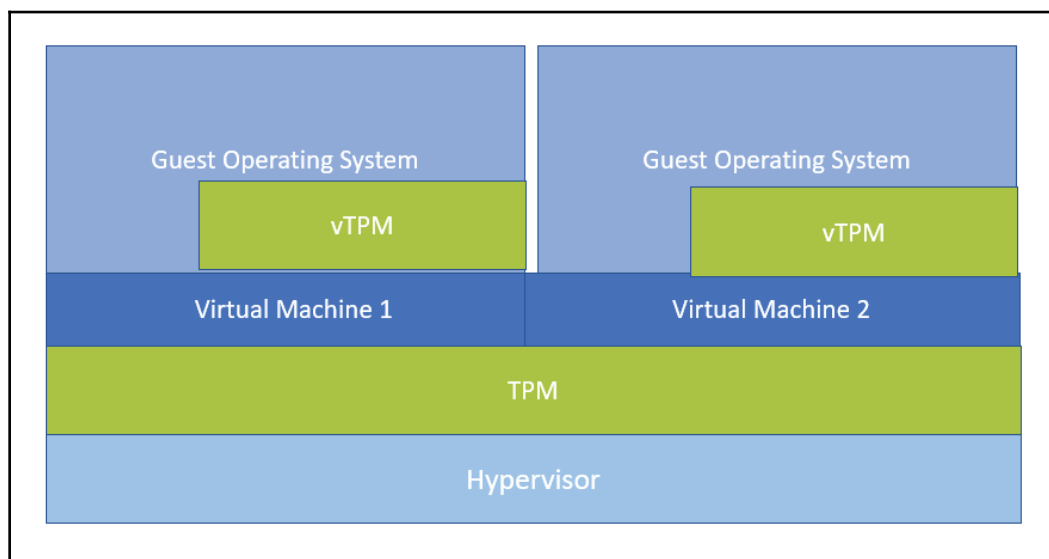 Guest Operating System
Guest Operating System
vTPM
vTPM
Virtual Machine 1
Virtual Machine 2
TPM
Hypervisor